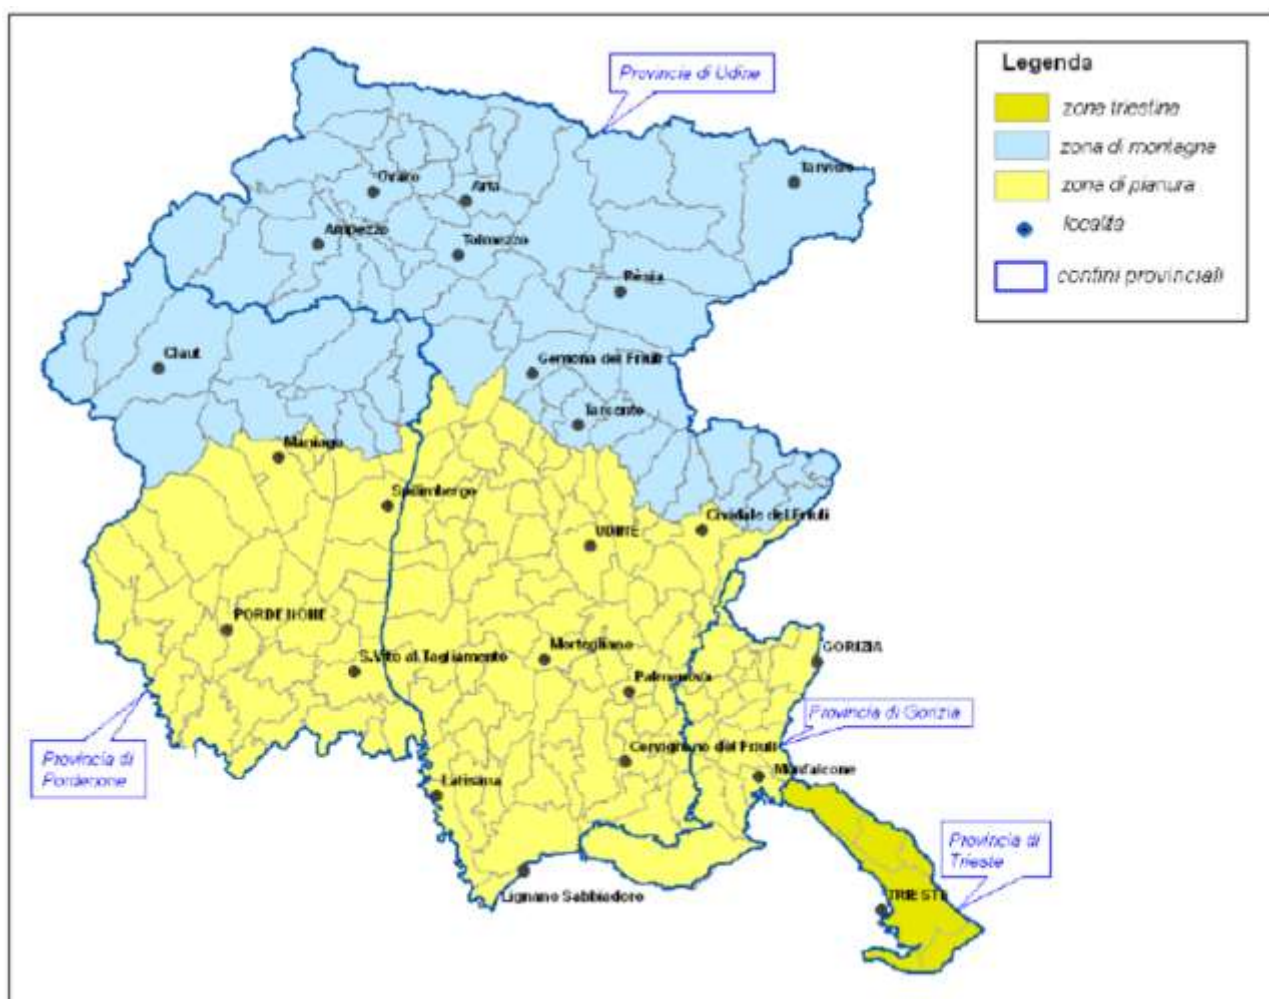 Provincia di Udine
Legenda
zona triestina
zona di montagna
zona di pianura
località
confini provinciali
Tarvisio
Ovaro
Arta
Ampezzo
Tolmezzo
Rèsia
Claut
Gemona del Friuli
Tarcento
Maniago
Spilimbergo
Cividale del Friuli
UDINE
PORDENONE
S.Vito al Tagliamento
Mortegliano
Palmanova
GORIZIA
Provincia di Gorizia
Provincia di
Pordenone
Cervignano del Friuli
Monfalcone
Latisana
Provincia di
Trieste
Lignano Sabbiadoro
TRIESTE